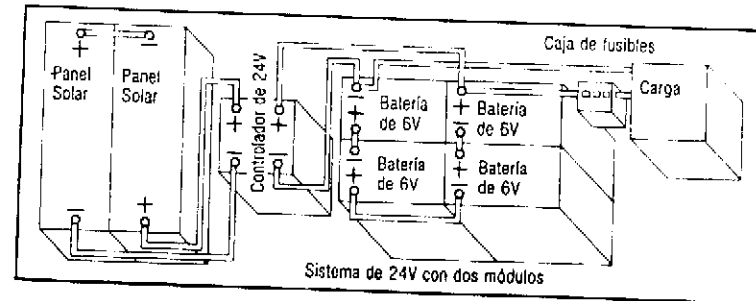 Caja de fusibles
Panel
Solar
Panel
Solar
Controlador de 24V
Carga
Batería
de 6V
Batería
de 6V
Batería
de 6V
Batería
de 6V
Sistema de 24V con dos módulos